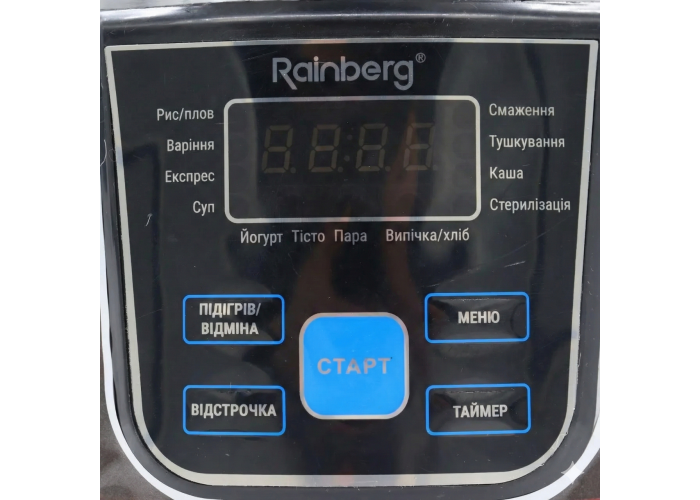 Rainberg®
Рис/плов
Варіння
Експрес
Суп
Смаження
Тушкування
Каша
Стерилізація
Йогурт Тісто Пара Випічка/хліб
ПІДІГРІВ/
ВІДМІНА
СТАРТ
МЕНЮ
ВІДСТРОЧКА
ТАЙМЕР